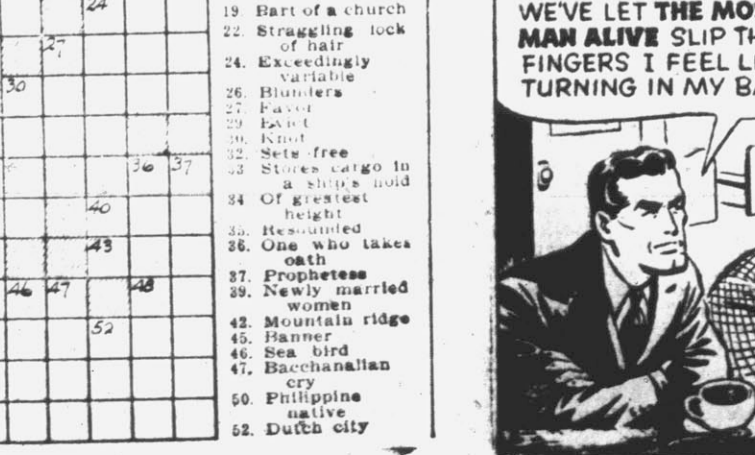 24
27
30
36 37
40
43
46 47 48
52
19. Bart of a church
22. Straggling lock
of hair
24. Exceedingly
variable
26. Blunders
27. Favor
29. Evict
30. Knot
32. Sets free
33 Stores cargo in
a ship's hold
34 Of greatest
height
35. Resounded
36. One who takes
oath
37. Prophetess
39. Newly married
women
42. Mountain ridge
45. Banner
46. Sea bird
47. Bacchanalian
cry
50. Philippine
native
52. Dutch city
WE'VE LET THE
MAN ALIVE SLIP
FINGERS I FEEL
TURNING IN MY